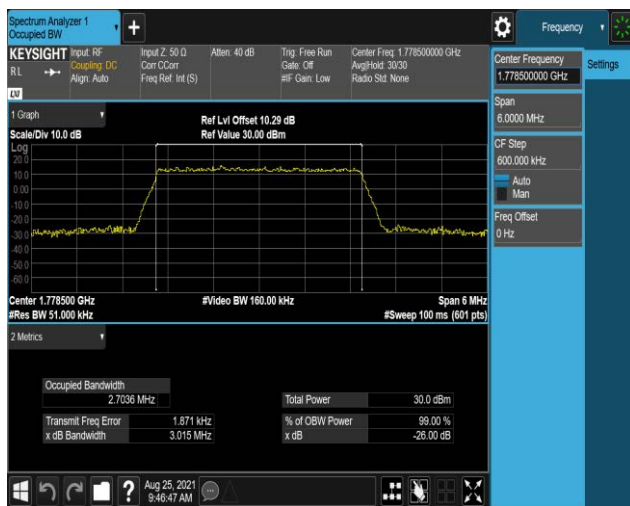 Spectrum Analyzer 1
Occupied BW
+
Frequency
KEYSIGHT
RL
LXI
Input: RF
Coupling: DC
Align: Auto
Input Z: 50 Ω
Corr CCorr
Freq Ref: Int (S)
Atten: 40 dB
Trig: Free Run
Gate: Off
#IF Gain: Low
Center Freq: 1.778500000 GHz
Avg|Hold: 30/30
Radio Std: None
Center Frequency
1.778500000 GHz
Settings
Span
6.0000 MHz
CF Step
600.000 kHz
Auto
Man
Freq Offset
0 Hz
1 Graph
Scale/Div 10.0 dB
Ref Lvl Offset 10.29 dB
Ref Value 30.00 dBm
Log
20.0
10.0
0.00
-10.0
-20.0
-30.0
-40.0
-50.0
-60.0
Center 1.778500 GHz
#Res BW 51.000 kHz
#Video BW 160.00 kHz
Span 6 MHz
#Sweep 100 ms (601 pts)
2 Metrics
Occupied Bandwidth
2.7036 MHz
Total Power 30.0 dBm
Transmit Freq Error 1.871 kHz
% of OBW Power 99.00 %
x dB Bandwidth 3.015 MHz
x dB -26.00 dB
?
Aug 25, 2021
9:46:47 AM